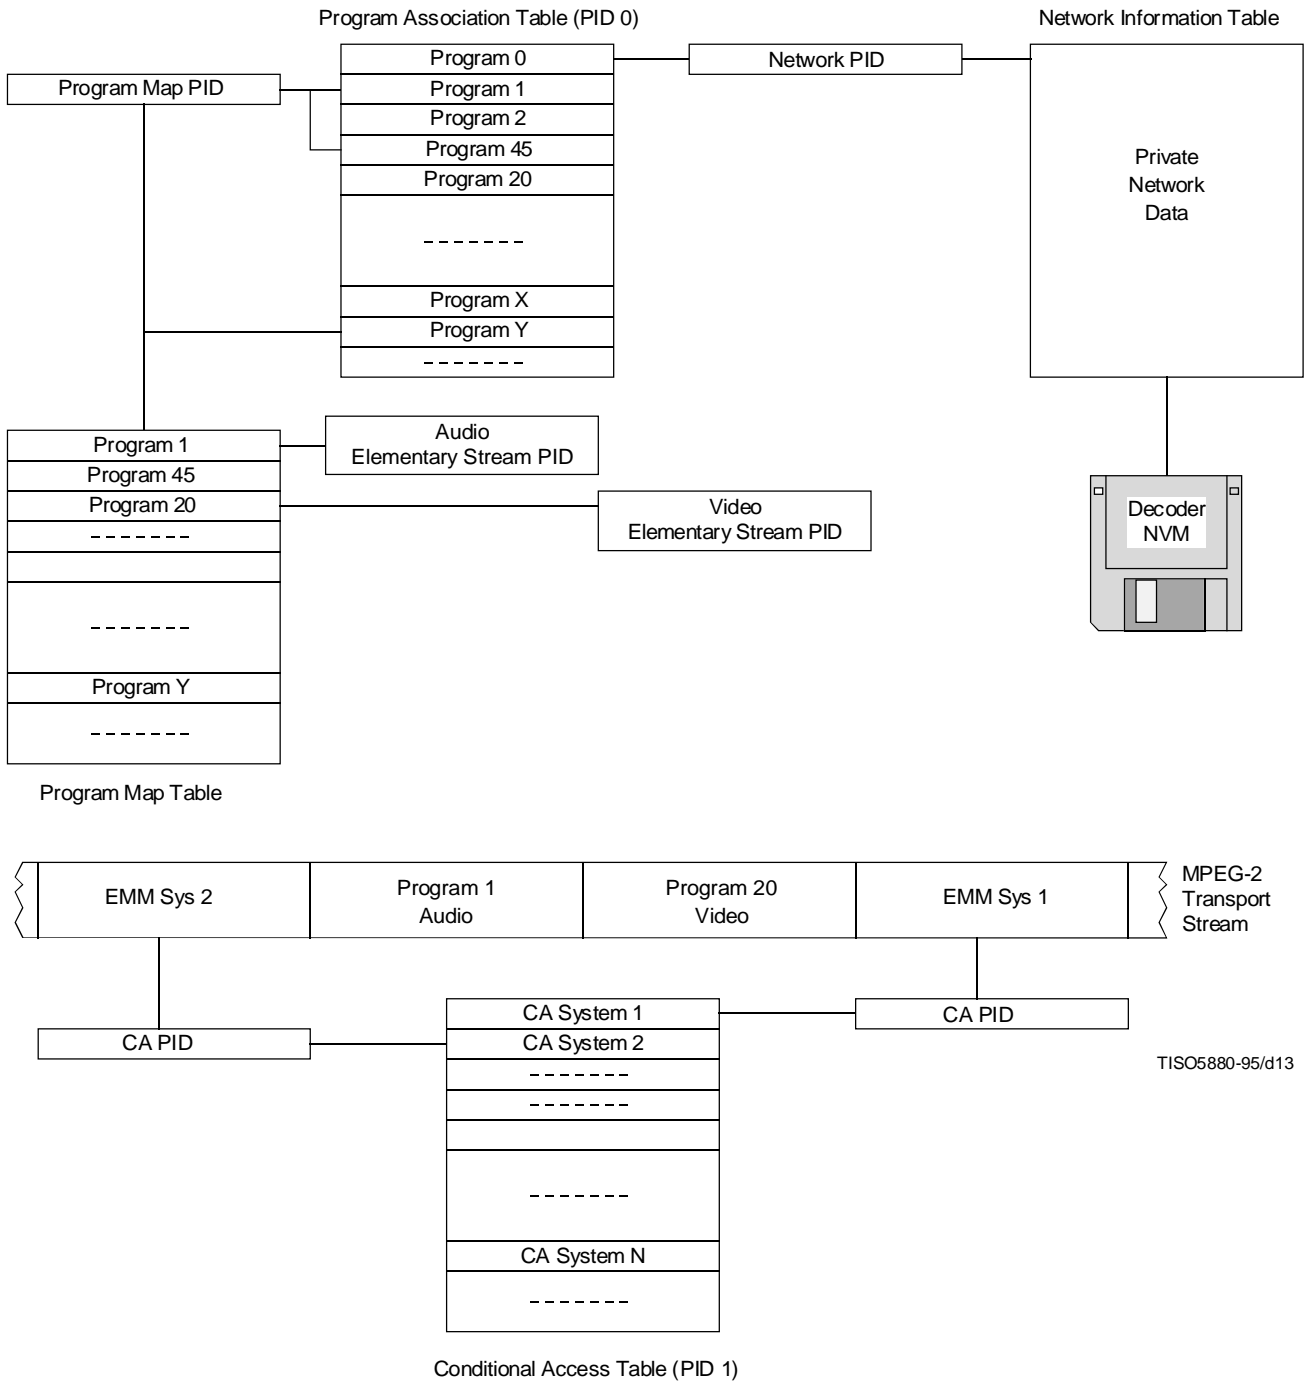 Program Association Table (PID 0)
Network Information Table
Program 0
Network PID
Program Map PID
Program 1
Program 2
Program 45
Program 20
Private
Network
Data
Program X
Program Y
Program 1
Audio
Elementary Stream PID
Program 45
Program 20
Video
Elementary Stream PID
Decoder
NVM
Program Y
Program Map Table
EMM Sys 2
Program 1
Audio
Program 20
Video
EMM Sys 1
MPEG-2
Transport
Stream
CA System 1
CA PID
CA PID
CA System 2
TISO5880-95/d13
CA System N
Conditional Access Table (PID 1)